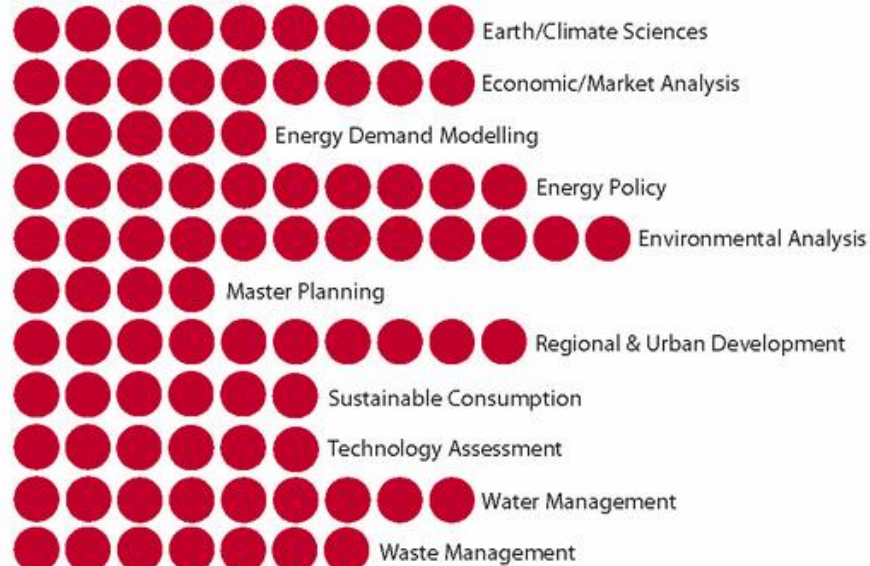 Earth/Climate Sciences
Economic/Market Analysis
Energy Demand Modelling
Energy Policy
Environmental Analysis
Master Planning
Regional & Urban Development
Sustainable Consumption
Technology Assessment
Water Management
Waste Management